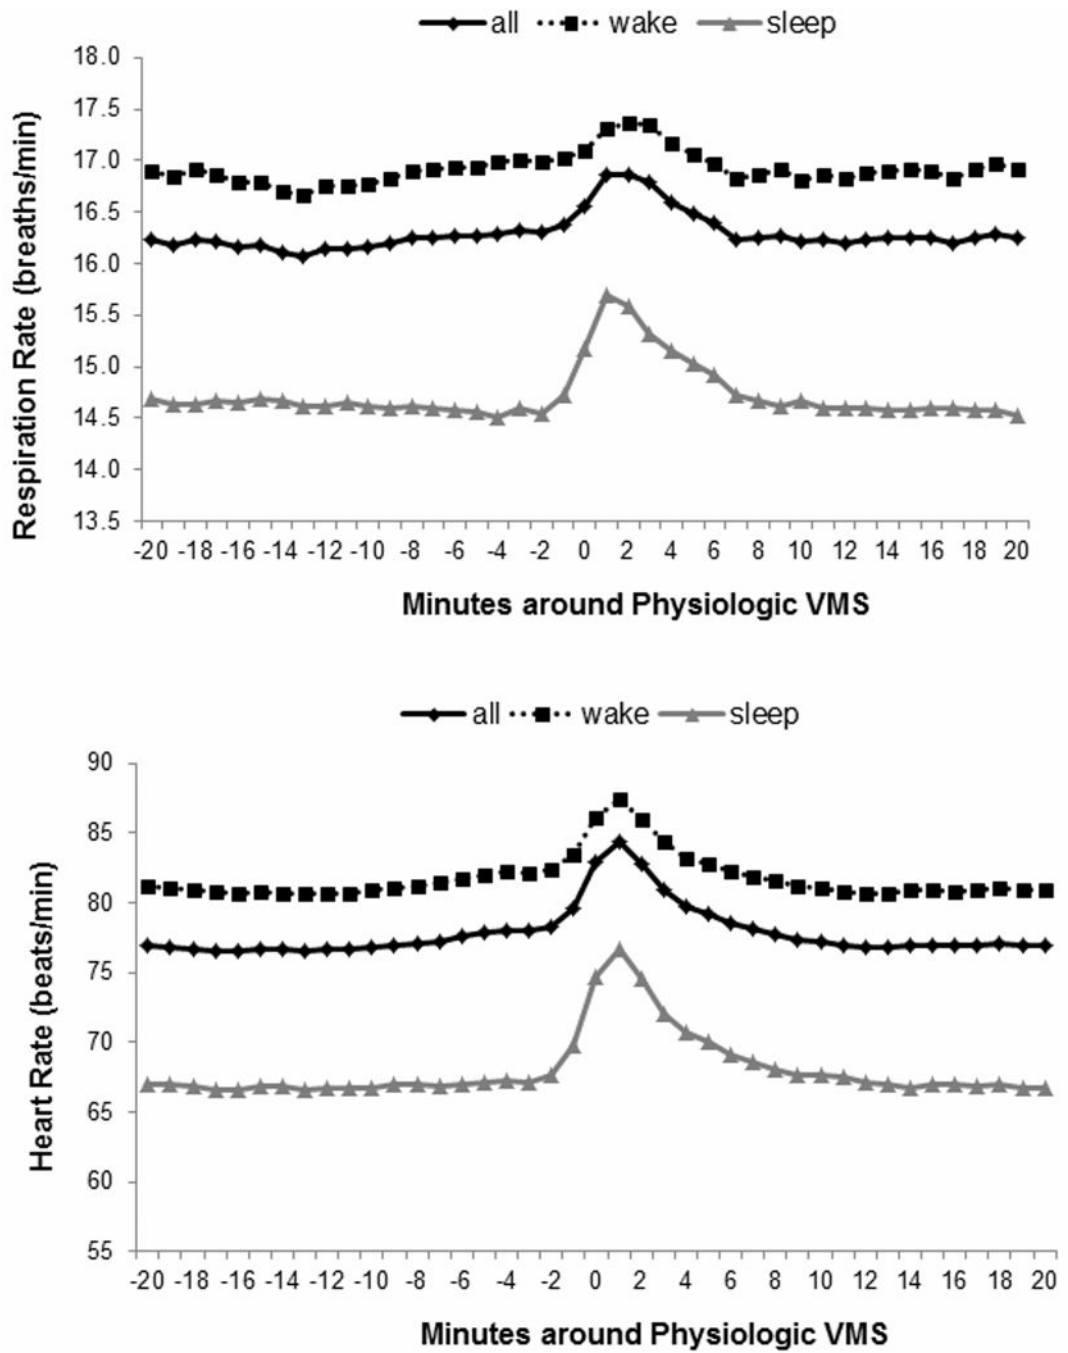 all wake sleep
Respiration Rate (breaths/min)
18.0
17.5
17.0
16.5
16.0
15.5
15.0
14.5
14.0
13.5
-20 -18 -16 -14 -12 -10 -8 -6 -4 -2 0 2 4 6 8 10 12 14 16 18 20
Minutes around Physiologic VMS
all wake sleep
Heart Rate (beats/min)
90
85
80
75
70
65
60
55
-20 -18 -16 -14 -12 -10 -8 -6 -4 -2 0 2 4 6 8 10 12 14 16 18 20
Minutes around Physiologic VMS